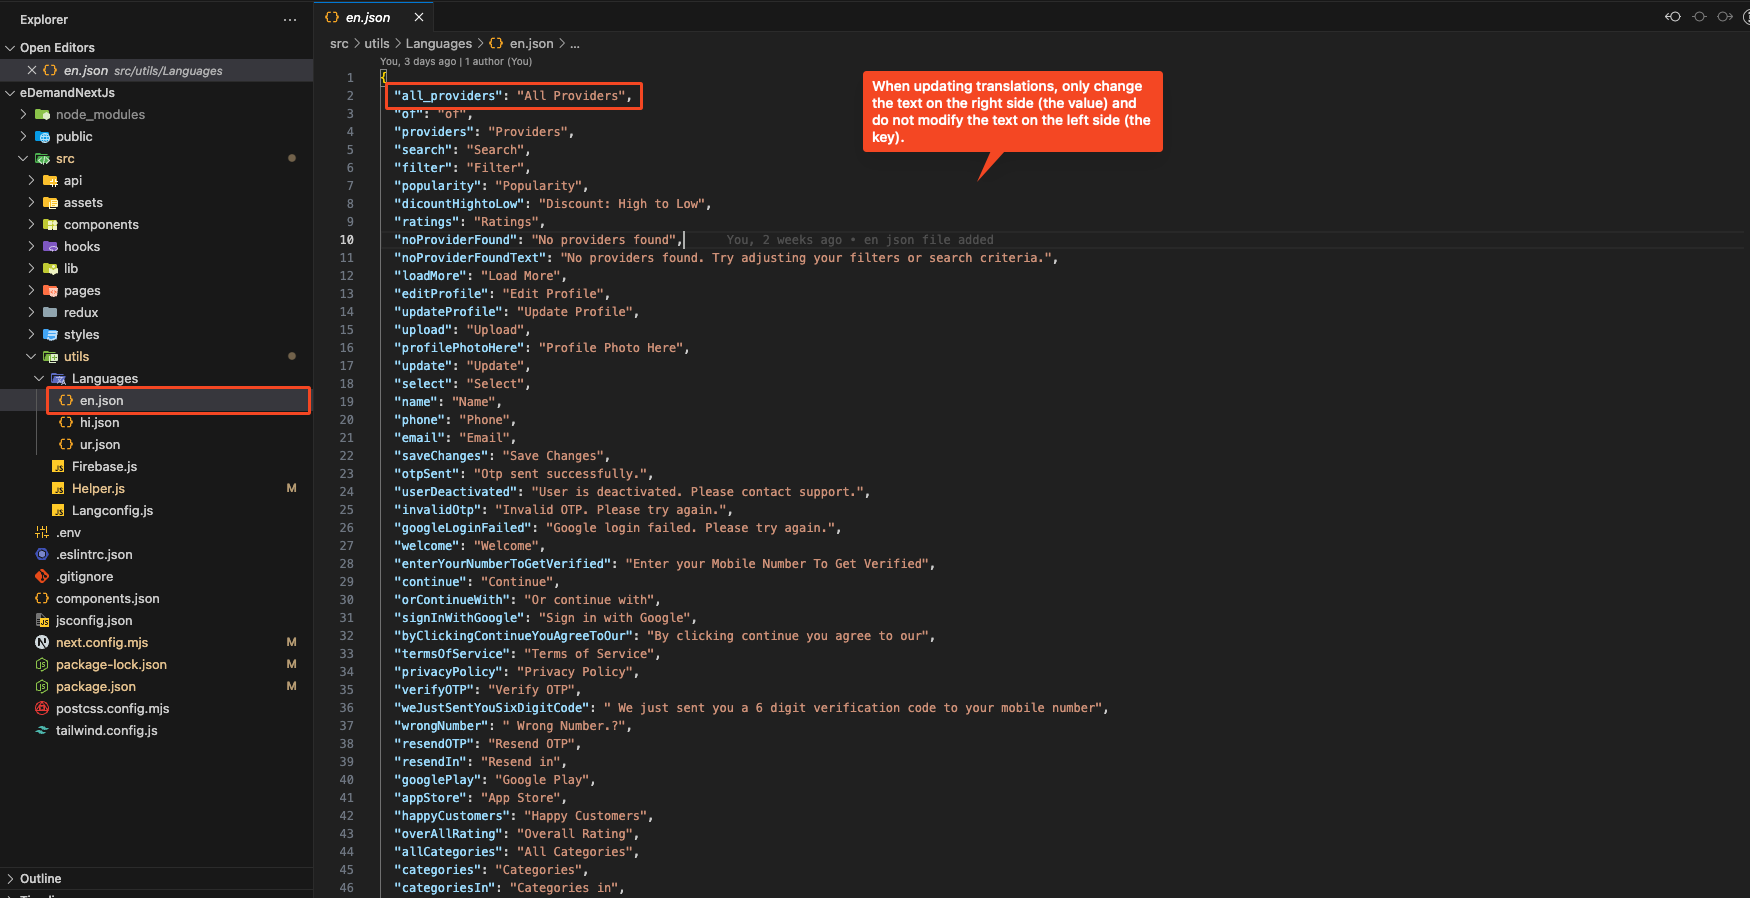 Explorer
Open Editors
en.json src/utils/Languages
eDemandNextJs
node_modules
public
src
api
assets
components
hooks
lib
pages
redux
styles
utils
Languages
en.json
hi.json
ur.json
Firebase.js
Helper.js M
Langconfig.js
.env
.eslintrc.json
.gitignore
components.json
jsconfig.json
next.config.mjs M
package-lock.json M
package.json M
postcss.config.mjs
tailwind.config.js
Outline
en.json
src > utils > Languages > {} en.json > ...
You, 3 days ago | 1 author (You)
1 {
2 "all_providers": "All Providers",
3 "of": "of",
4 "providers": "Providers",
5 "search": "Search",
6 "filter": "Filter",
7 "popularity": "Popularity",
8 "dicountHightoLow": "Discount: High to Low",
9 "ratings": "Ratings",
10 "noProviderFound": "No providers found", You, 2 weeks ago • en json file added
11 "noProviderFoundText": "No providers found. Try adjusting your filters or search criteria.",
12 "loadMore": "Load More",
13 "editProfile": "Edit Profile",
14 "updateProfile": "Update Profile",
15 "upload": "Upload",
16 "profilePhotoHere": "Profile Photo Here",
17 "update": "Update",
18 "select": "Select",
19 "name": "Name",
20 "phone": "Phone",
21 "email": "Email",
22 "saveChanges": "Save Changes",
23 "otpSent": "Otp sent successfully.",
24 "userDeactivated": "User is deactivated. Please contact support.",
25 "invalidOtp": "Invalid OTP. Please try again.",
26 "googleLoginFailed": "Google login failed. Please try again.",
27 "welcome": "Welcome",
28 "enterYourNumberToGetVerified": "Enter your Mobile Number To Get Verified",
29 "continue": "Continue",
30 "orContinueWith": "Or continue with",
31 "signInWithGoogle": "Sign in with Google",
32 "byClickingContinueYouAgreeToOur": "By clicking continue you agree to our",
33 "termsOfService": "Terms of Service",
34 "privacyPolicy": "Privacy Policy",
35 "verifyOTP": "Verify OTP",
36 "weJustSentYouSixDigitCode": " We just sent you a 6 digit verification code to your mobile number",
37 "wrongNumber": " Wrong Number.?",
38 "resendOTP": "Resend OTP",
39 "resendIn": "Resend in",
40 "googlePlay": "Google Play",
41 "appStore": "App Store",
42 "happyCustomers": "Happy Customers",
43 "overAllRating": "Overall Rating",
44 "allCategories": "All Categories",
45 "categories": "Categories",
46 "categoriesIn": "Categories in",
When updating translations, only change
the text on the right side (the value) and
do not modify the text on the left side (the
key).